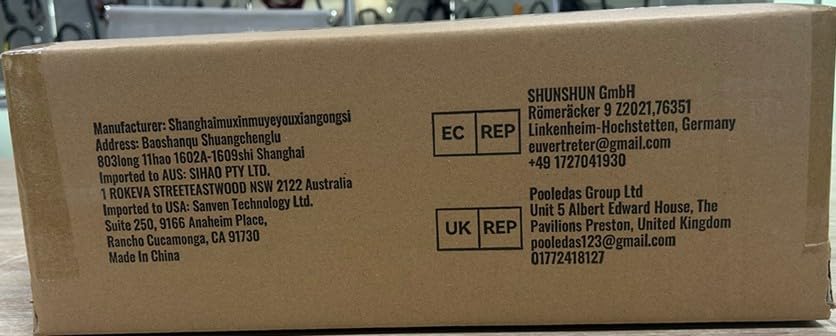 Manufacturer: Shanghaimuxinmuyeyouxiangongsi
Address: Baoshanqu Shuangchenglu
803long 11hao 1602A-1609shi Shanghai
Imported to AUS: SIHAO PTY LTD.
1 ROKEVA STREETEASTWOOD NSW 2122 Australia
Imported to USA: Sanven Technology Ltd.
Suite 250, 9166 Anaheim Place,
Rancho Cucamonga, CA 91730
Made In China
EC REP
SHUNSHUN GmbH
Römeräcker 9 Z2021,76351
Linkenheim-Hochstetten, Germany
euvertreter@gmail.com
+49 1727041930
UK REP
Pooledas Group Ltd
Unit 5 Albert Edward House, The
Pavilions Preston, United Kingdom
pooledas123@gmail.com
01772418127